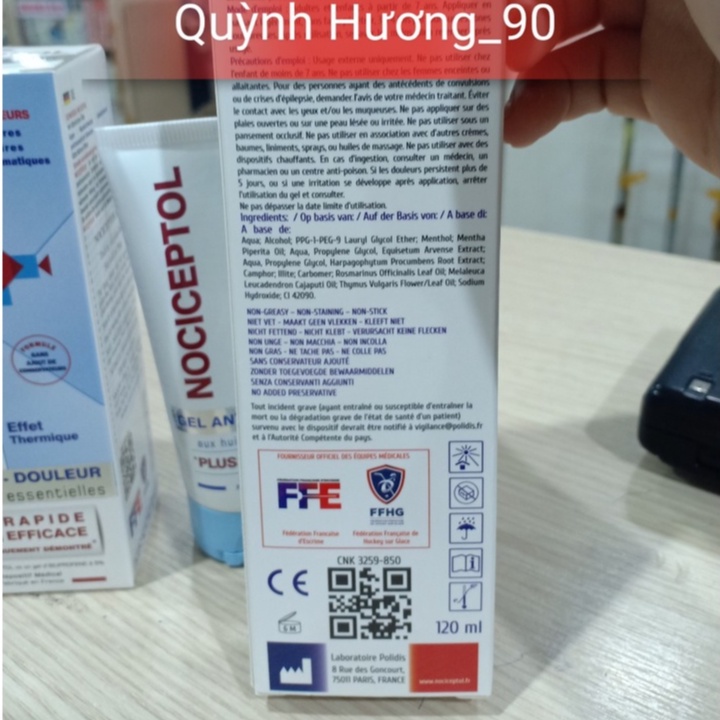 Quỳnh Hương_90
Précautions d'emploi : Usage externe uniquement. Ne pas utiliser chez
l'enfant de moins de 7 ans. Ne pas utiliser chez les femmes enceintes ou
allaitantes. Pour des personnes ayant des antécédents de convulsions
ou de crises d'épilepsie, demander l'avis de votre médecin traitant. Éviter
le contact avec les yeux et/ou les muqueuses. Ne pas appliquer sur des
plaies ouvertes ou sur une peau lésée ou irritée. Ne pas utiliser sous un
pansement occlusif. Ne pas utiliser en association avec d'autres crèmes,
baumes, liniments, sprays, ou huiles de massage. Ne pas utiliser avec des
dispositifs chauffants. En cas d'ingestion, consulter un médecin, un
pharmacien ou un centre anti-poison. Si les douleurs persistent plus de
5 jours, ou si une irritation se développe après application, arrêter
l'utilisation du gel et consulter.
Ne pas dépasser la date limite d'utilisation.
Ingredients: / Op basis van: / Auf der Basis von: / A base di:
A base de:
Aqua; Alcohol; PPG-1-PEG-9 Lauryl Glycol Ether; Menthol; Mentha
Piperita Oil; Aqua, Propylene Glycol, Equisetum Arvense Extract;
Aqua, Propylene Glycol, Harpagophytum Procumbens Root Extract;
Camphor; Illite; Carbomer; Rosmarinus Officinalis Leaf Oil; Melaleuca
Leucadendron Cajaputi Oil; Thymus Vulgaris Flower/Leaf Oil; Sodium
Hydroxide; CI 42090.
NON-GREASY - NON-STAINING - NON-STICK
NIET VET - MAAKT GEEN VLEKKEN - KLEEFT NIET
NICHT FETTEND - NICHT KLEBT - VERURSACHT KEINE FLECKEN
NON UNGE - NON MACCHIA - NON INCOLLA
NON GRAS - NE TACHE PAS - NE COLLE PAS
SANS CONSERVATEUR AJOUTÉ
ZONDER TOEGEVOEGDE BEWAARMIDDELEN
SENZA CONSERVANTI AGGIUNTI
NO ADDED PRESERVATIVE
Tout incident grave (ayant entraîné ou susceptible d'entraîner la
mort ou la dégradation grave de l'état de santé d'un patient)
survenu avec le dispositif devrait être notifié à vigilance@polidis.fr
et à l'Autorité Compétente du pays.
FOURNISSEUR OFFICIEL DES ÉQUIPES MÉDICALES
FFE
FFHG
Fédération Française
d'Escrime
Fédération Française de
Hockey sur Glace
CNK 3259-850
CE
120 ml
Laboratoire Polidis
8 Rue des Goncourt,
75011 PARIS, FRANCE
www.nociceptol.fr
NOCICEPTOL
GEL AN
aux hui
"PLUS
EURS
res
matiques
FORMULE
SANS
Effet
Thermique
- DOULEUR
essentielles
RAPIDE
EFFICACE